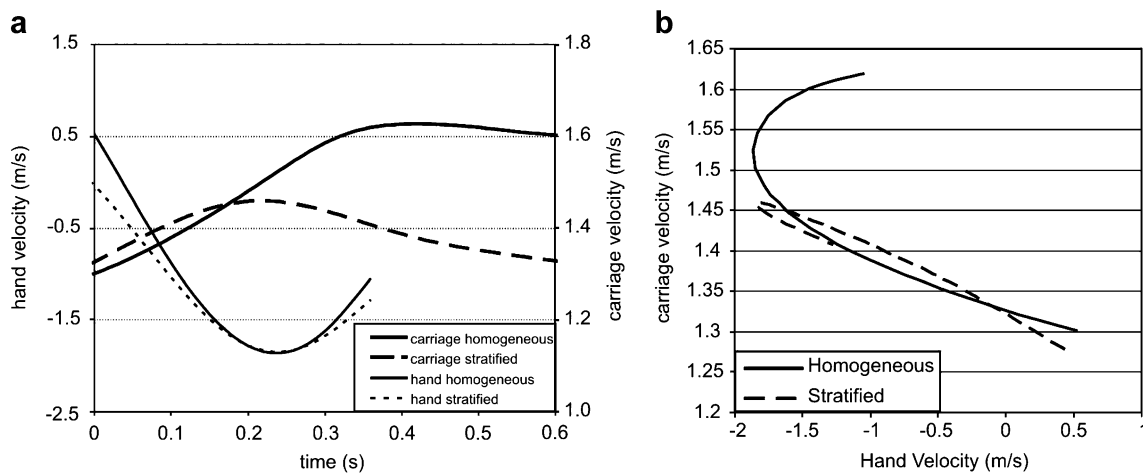 a
1.5
0.5
-0.5
-1.5
-2.5
hand velocity (m/s)
1.8
1.6
1.4
1.2
1.0
carriage velocity (m/s)
carriage homogeneous
carriage stratified
hand homogeneous
hand stratified
0 0.1 0.2 0.3 0.4 0.5 0.6
time (s)
b
1.65
1.6
1.55
1.5
1.45
1.4
1.35
1.3
1.25
1.2
carriage velocity (m/s)
Homogeneous
Stratified
-2 -1.5 -1 -0.5 0 0.5 1
Hand Velocity (m/s)